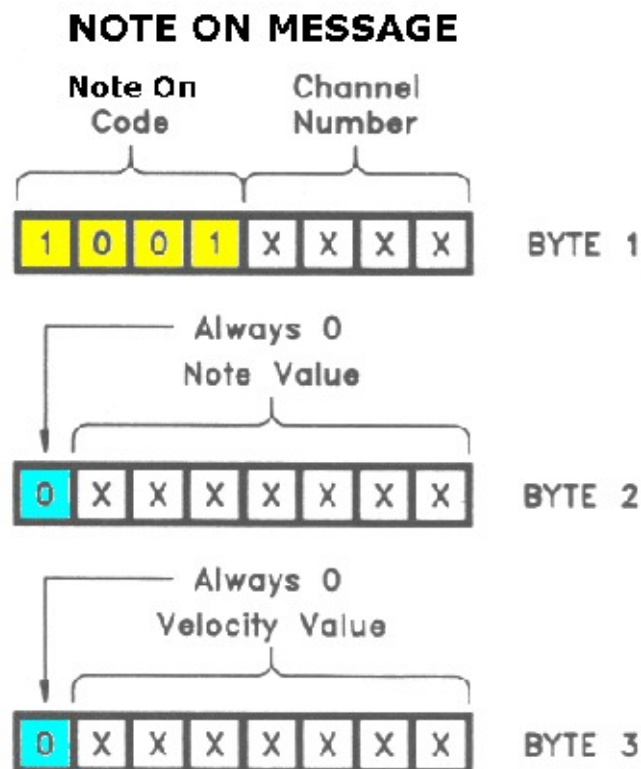 NOTE ON MESSAGE
Note On
Code
Channel
Number
1 0 0 1 X X X X BYTE 1
Always 0
Note Value
0 X X X X X X X BYTE 2
Always 0
Velocity Value
0 X X X X X X X BYTE 3